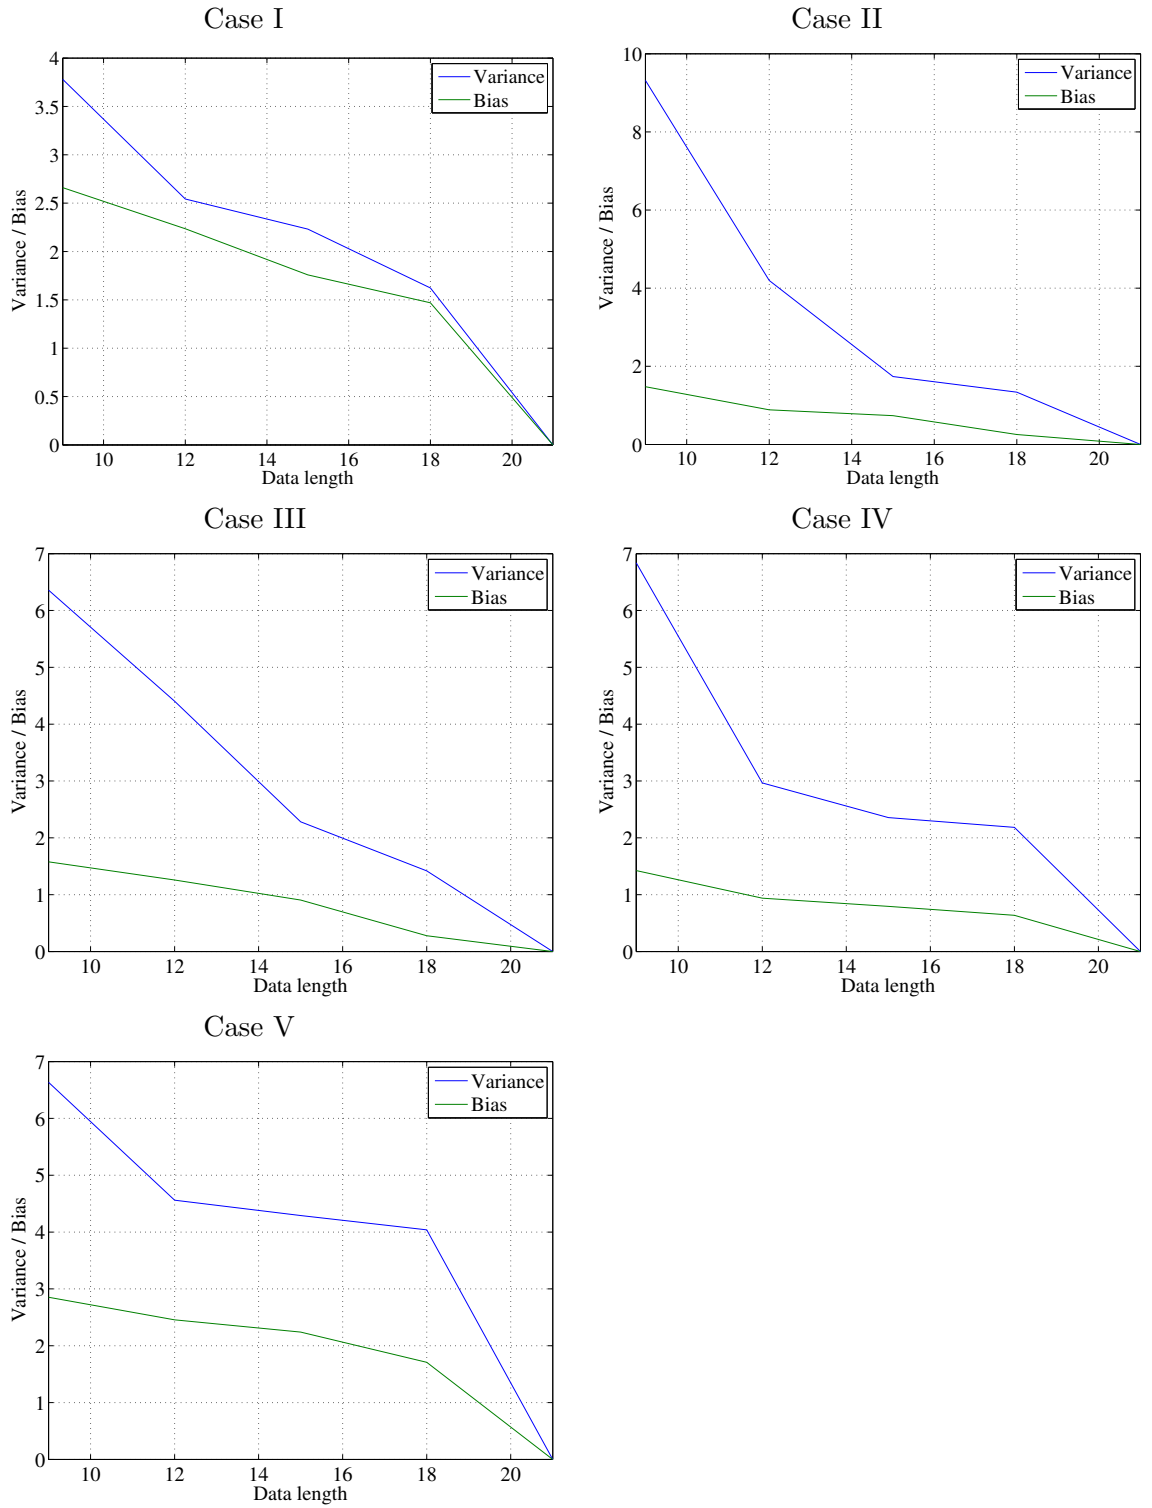 Case I
4
3.5
3
2.5
2
1.5
1
0.5
0
Variance / Bias
10 12 14 16 18 20
Data length
Variance
Bias
Case II
10
8
6
4
2
0
Variance / Bias
10 12 14 16 18 20
Data length
Variance
Bias
Case III
7
6
5
4
3
2
1
0
Variance / Bias
10 12 14 16 18 20
Data length
Variance
Bias
Case IV
7
6
5
4
3
2
1
0
Variance / Bias
10 12 14 16 18 20
Data length
Variance
Bias
Case V
7
6
5
4
3
2
1
0
Variance / Bias
10 12 14 16 18 20
Data length
Variance
Bias